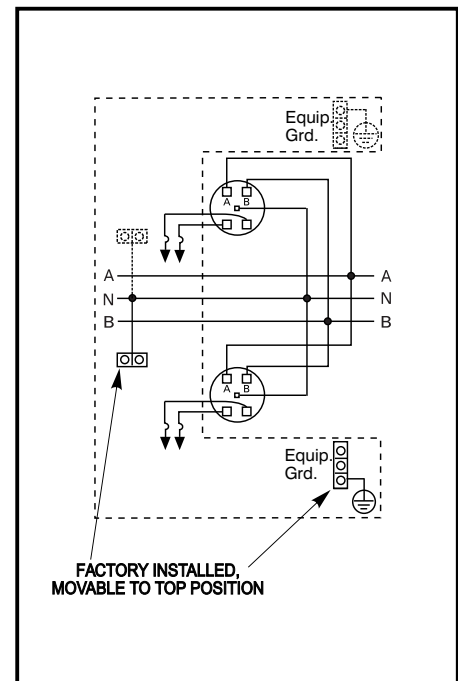 Equip.
Grd.
A B
A A
N N
B B
A B
Equip.
Grd.
FACTORY INSTALLED,
MOVABLE TO TOP POSITION